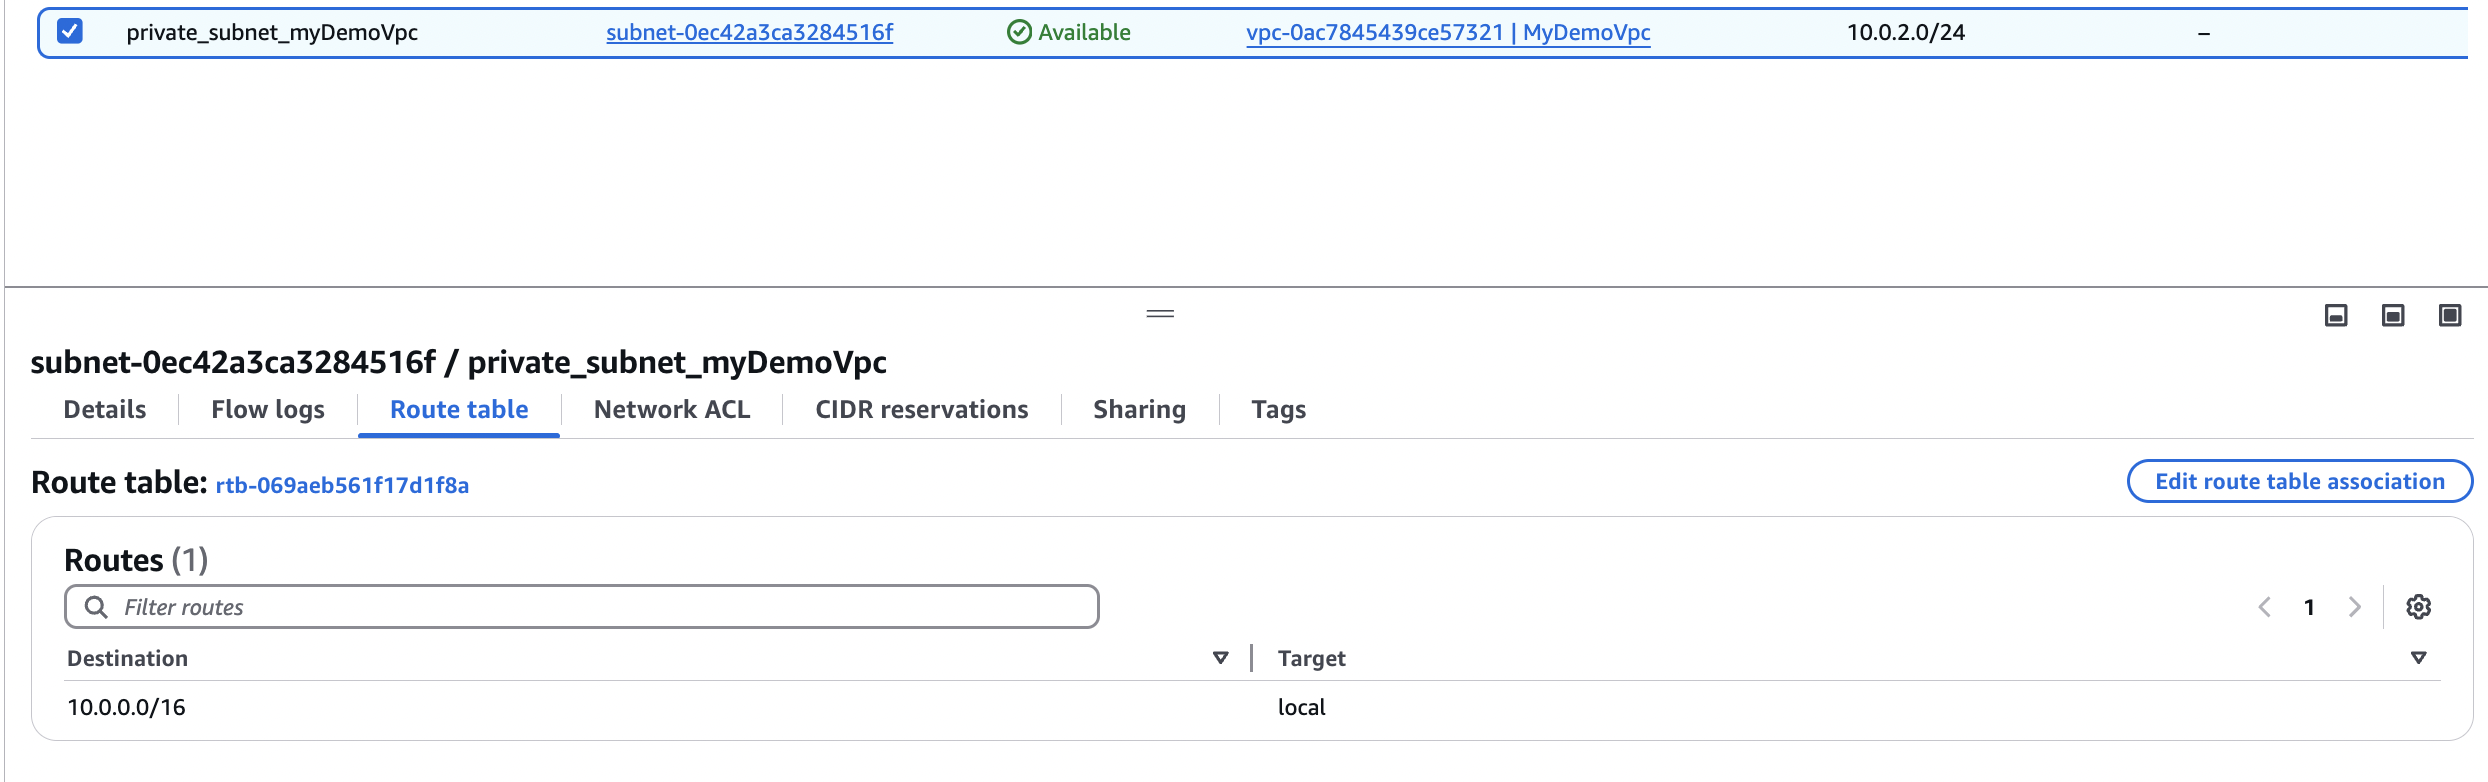 private_subnet_myDemoVpc subnet-0ec42a3ca3284516f Available vpc-0ac7845439ce57321 | MyDemoVpc 10.0.2.0/24 –
subnet-0ec42a3ca3284516f / private_subnet_myDemoVpc
Details Flow logs Route table Network ACL CIDR reservations Sharing Tags
Route table: rtb-069aeb561f17d1f8a Edit route table association
Routes (1)
Filter routes 1
Destination Target
10.0.0.0/16 local